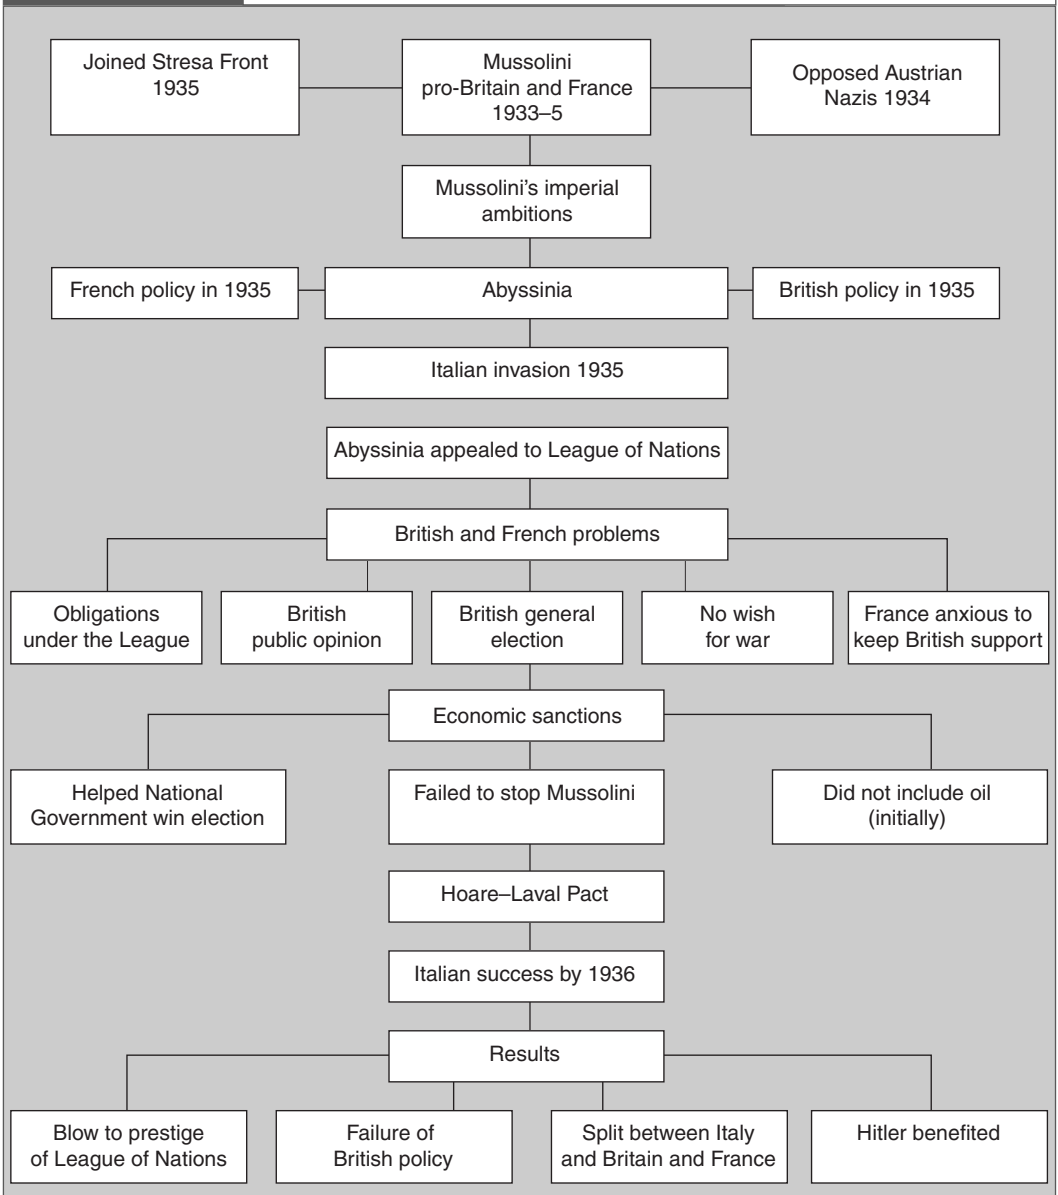 Joined Stresa Front
1935
Mussolini
pro-Britain and France
1933–5
Opposed Austrian
Nazis 1934
Mussolini’s imperial
ambitions
French policy in 1935
Abyssinia
British policy in 1935
Italian invasion 1935
Abyssinia appealed to League of Nations
British and French problems
Obligations
under the League
British
public opinion
British general
election
No wish
for war
France anxious to
keep British support
Economic sanctions
Helped National
Government win election
Failed to stop Mussolini
Did not include oil
(initially)
Hoare–Laval Pact
Italian success by 1936
Results
Blow to prestige
of League of Nations
Failure of
British policy
Split between Italy
and Britain and France
Hitler benefited